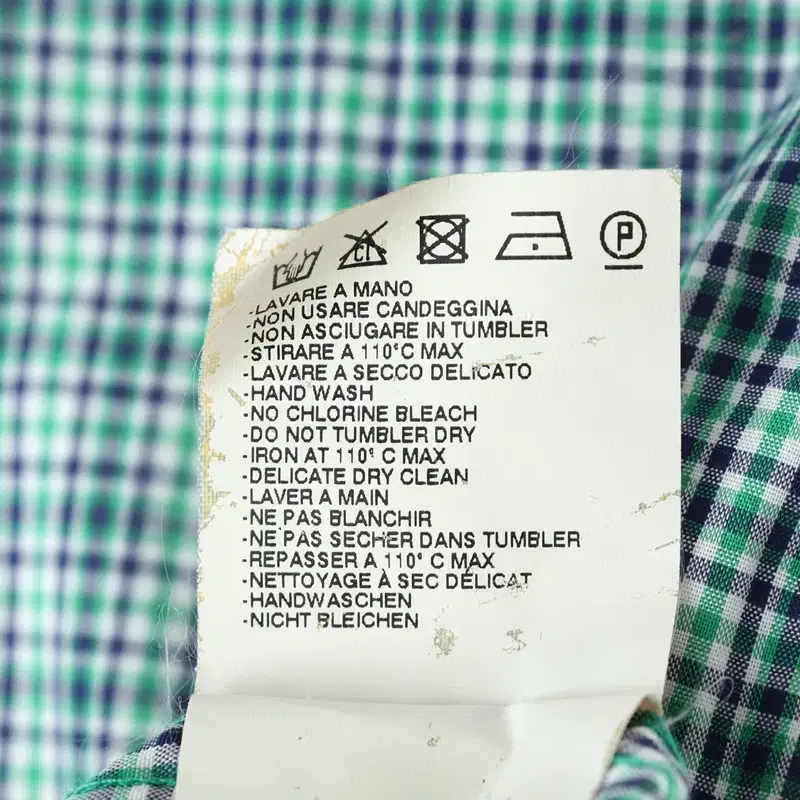 CL
P
-LAVARE A MANO
-NON USARE CANDEGGINA
-NON ASCIUGARE IN TUMBLER
-STIRARE A 110°C MAX
-LAVARE A SECCO DELICATO
-HAND WASH
-NO CHLORINE BLEACH
-DO NOT TUMBLER DRY
-IRON AT 110° C MAX
-DELICATE DRY CLEAN
-LAVER A MAIN
-NE PAS BLANCHIR
-NE PAS SECHER DANS TUMBLER
-REPASSER A 110° C MAX
-NETTOYAGE À SEC DÉLICAT
-HANDWASCHEN
-NICHT BLEICHEN